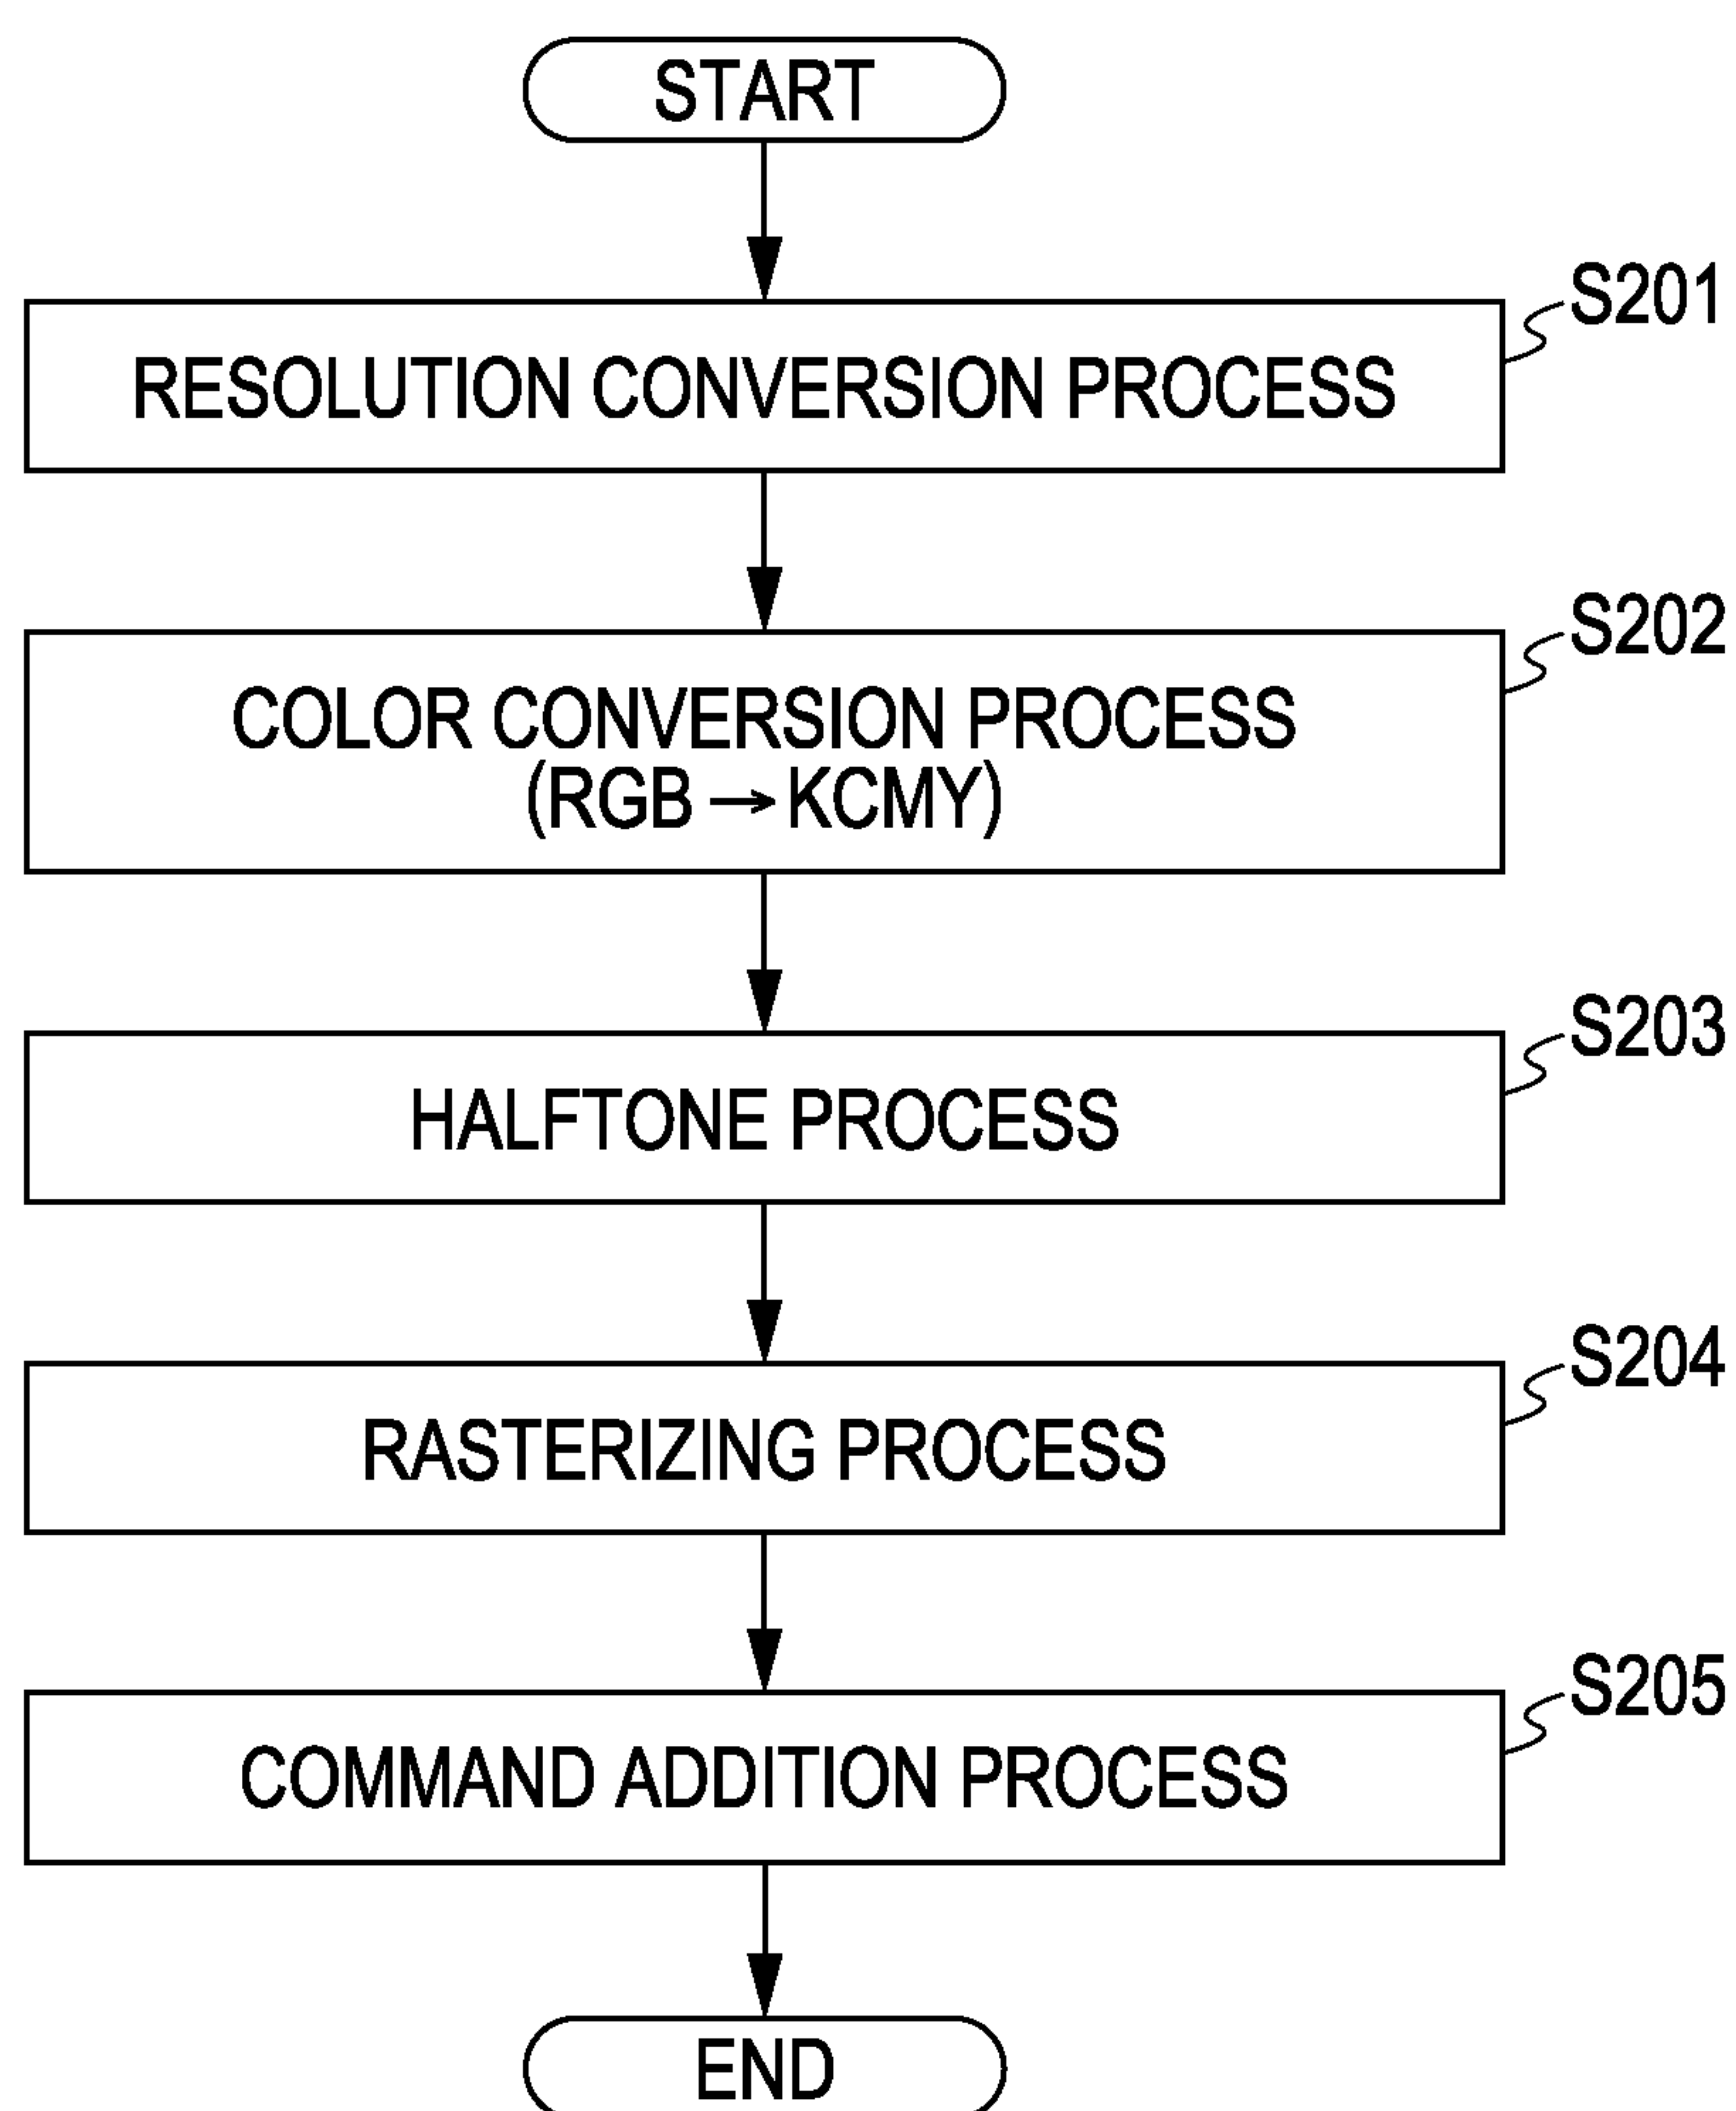 START
S201
RESOLUTION CONVERSION PROCESS
S202
COLOR CONVERSION PROCESS
(RGB→KCMY)
S203
HALFTONE PROCESS
S204
RASTERIZING PROCESS
S205
COMMAND ADDITION PROCESS
END